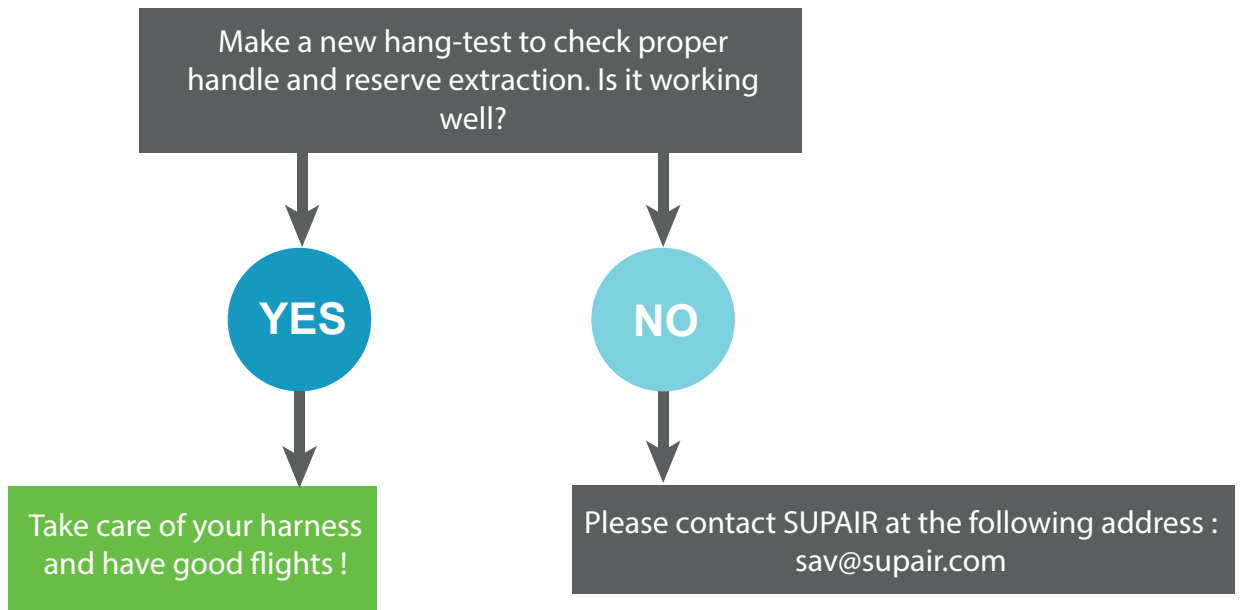 Make a new hang-test to check proper
handle and reserve extraction. Is it working
well?
YES
NO
Take care of your harness
and have good flights !
Please contact SUPAIR at the following address :
sav@supair.com